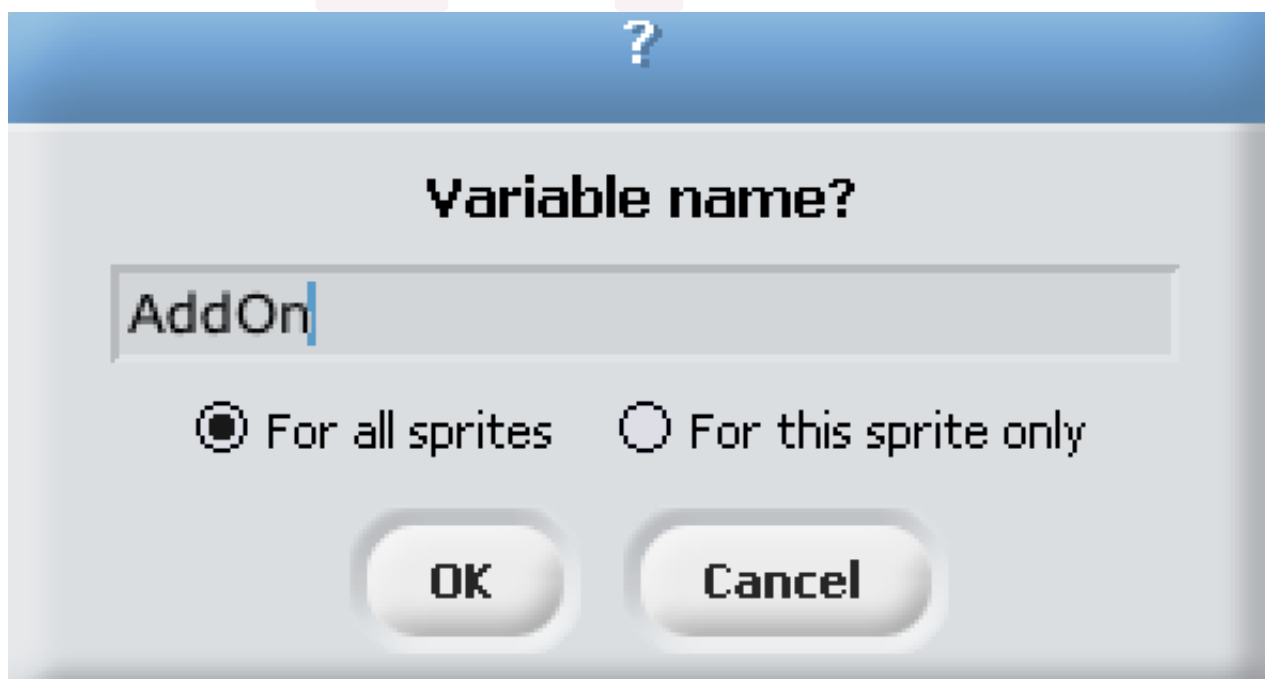 ?
Variable name?
AddOn
For all sprites For this sprite only
OK Cancel